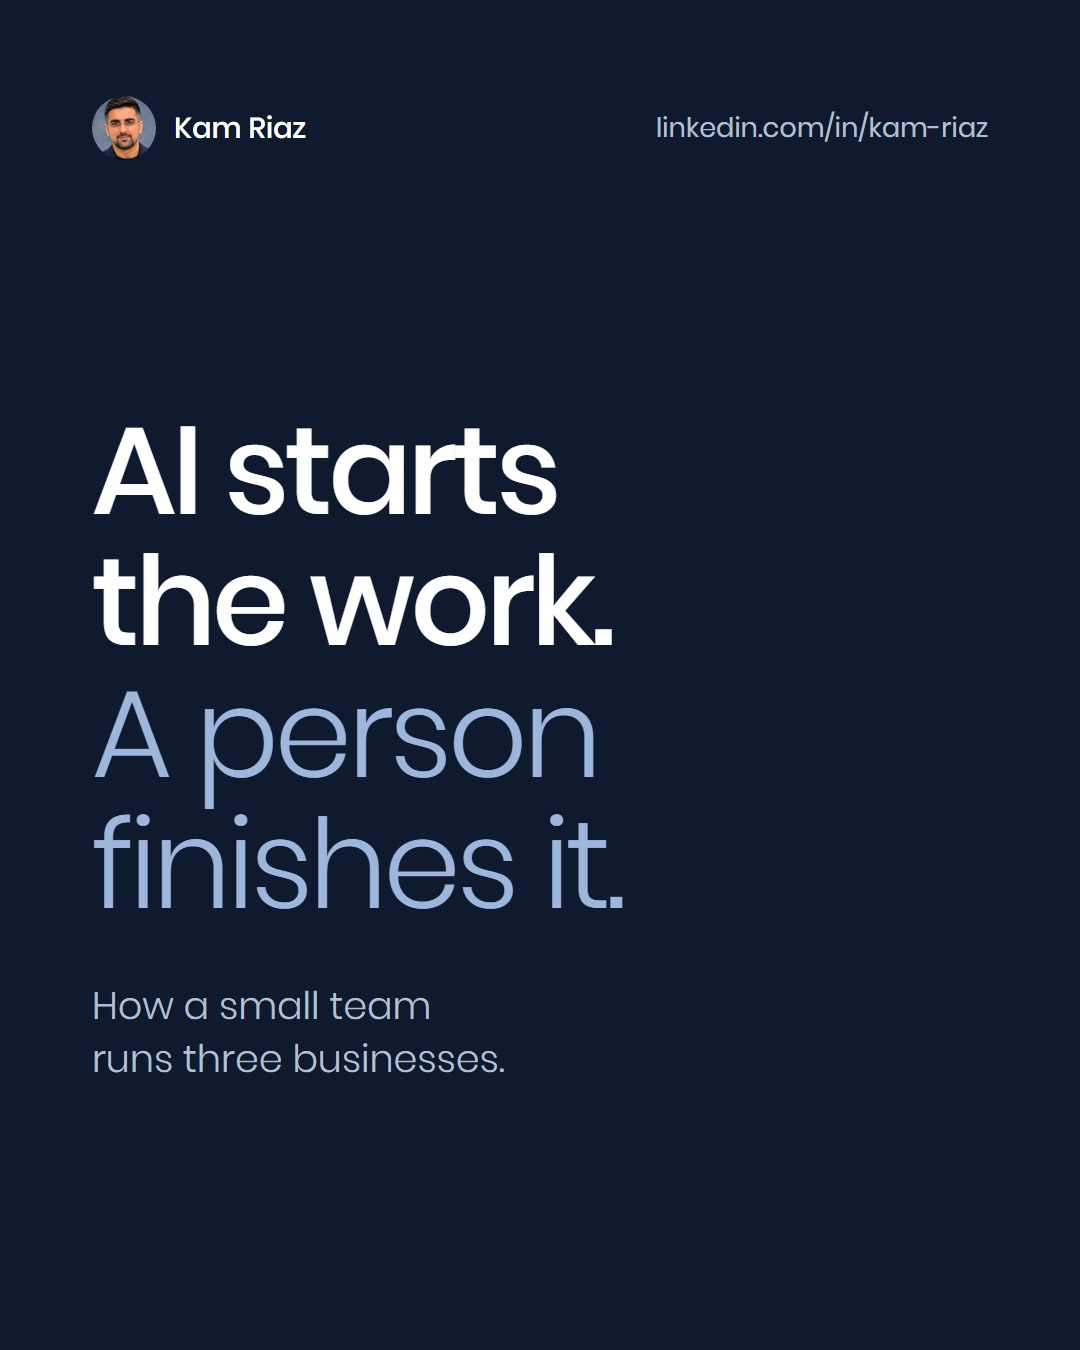 Kam Riaz
linkedin.com/in/kam-riaz
AI starts
the work.
A person
finishes it.
How a small team
runs three businesses.